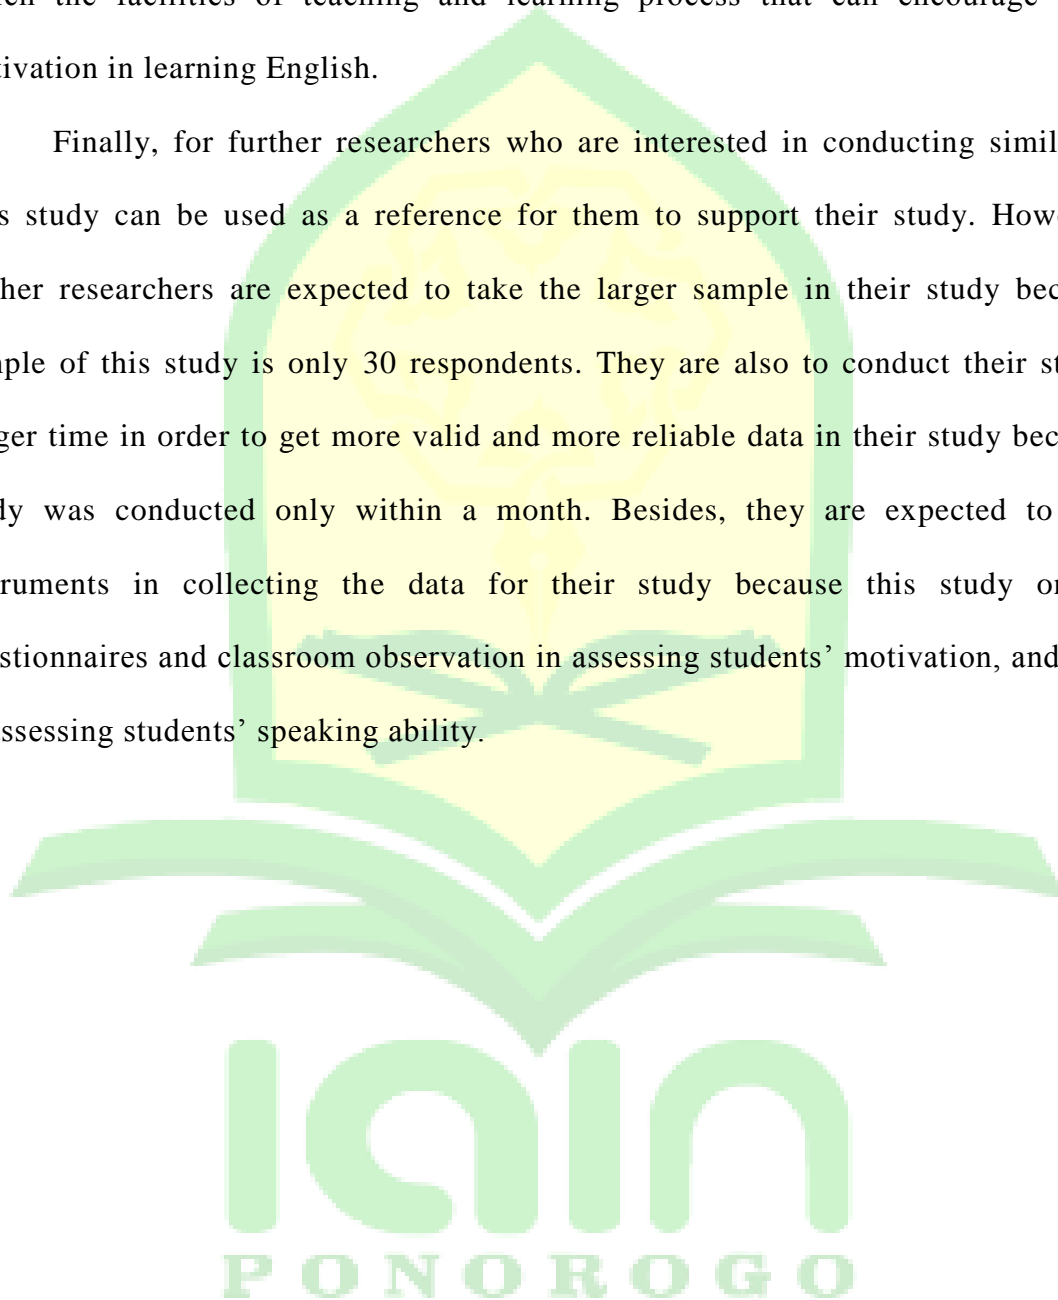 the facilities of teaching and learning process that can encourage
tivation in learning English.
Finally, for further researchers who are interested in conducting simil
s study can be used as a reference for them to support their study. Howe
her researchers are expected to take the larger sample in their study bec
ple of this study is only 30 respondents. They are also to conduct their st
ger time in order to get more valid and more reliable data in their study bec
dy was conducted only within a month. Besides, they are expected to
ruments in collecting the data for their study because this study or
stionnaires and classroom observation in assessing students’ motivation, and
ssessing students’ speaking ability.
iain
PONOROGO